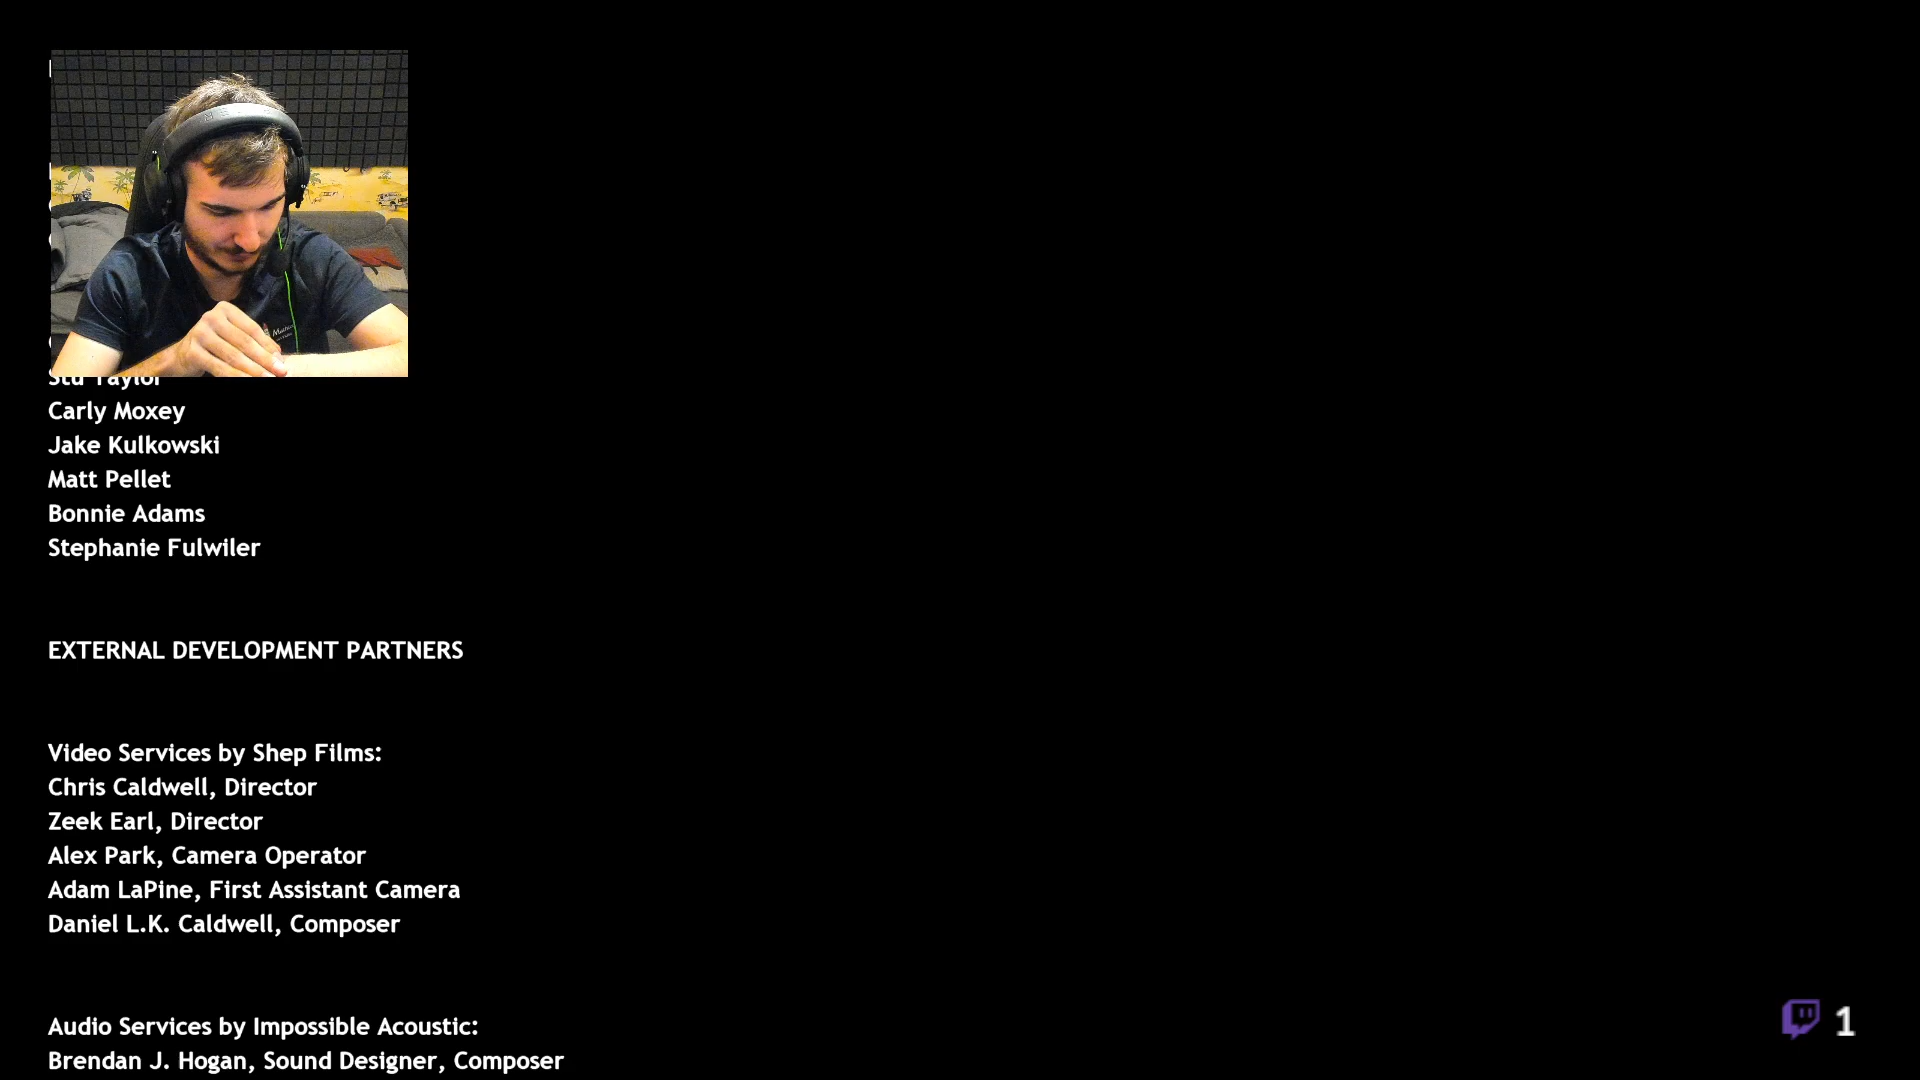 Stu Taylor
Carly Moxey
Jake Kulkowski
Matt Pellet
Bonnie Adams
Stephanie Fulwiler
EXTERNAL DEVELOPMENT PARTNERS
Video Services by Shep Films:
Chris Caldwell, Director
Zeek Earl, Director
Alex Park, Camera Operator
Adam LaPine, First Assistant Camera
Daniel L.K. Caldwell, Composer
Audio Services by Impossible Acoustic:
Brendan J. Hogan, Sound Designer, Composer
1